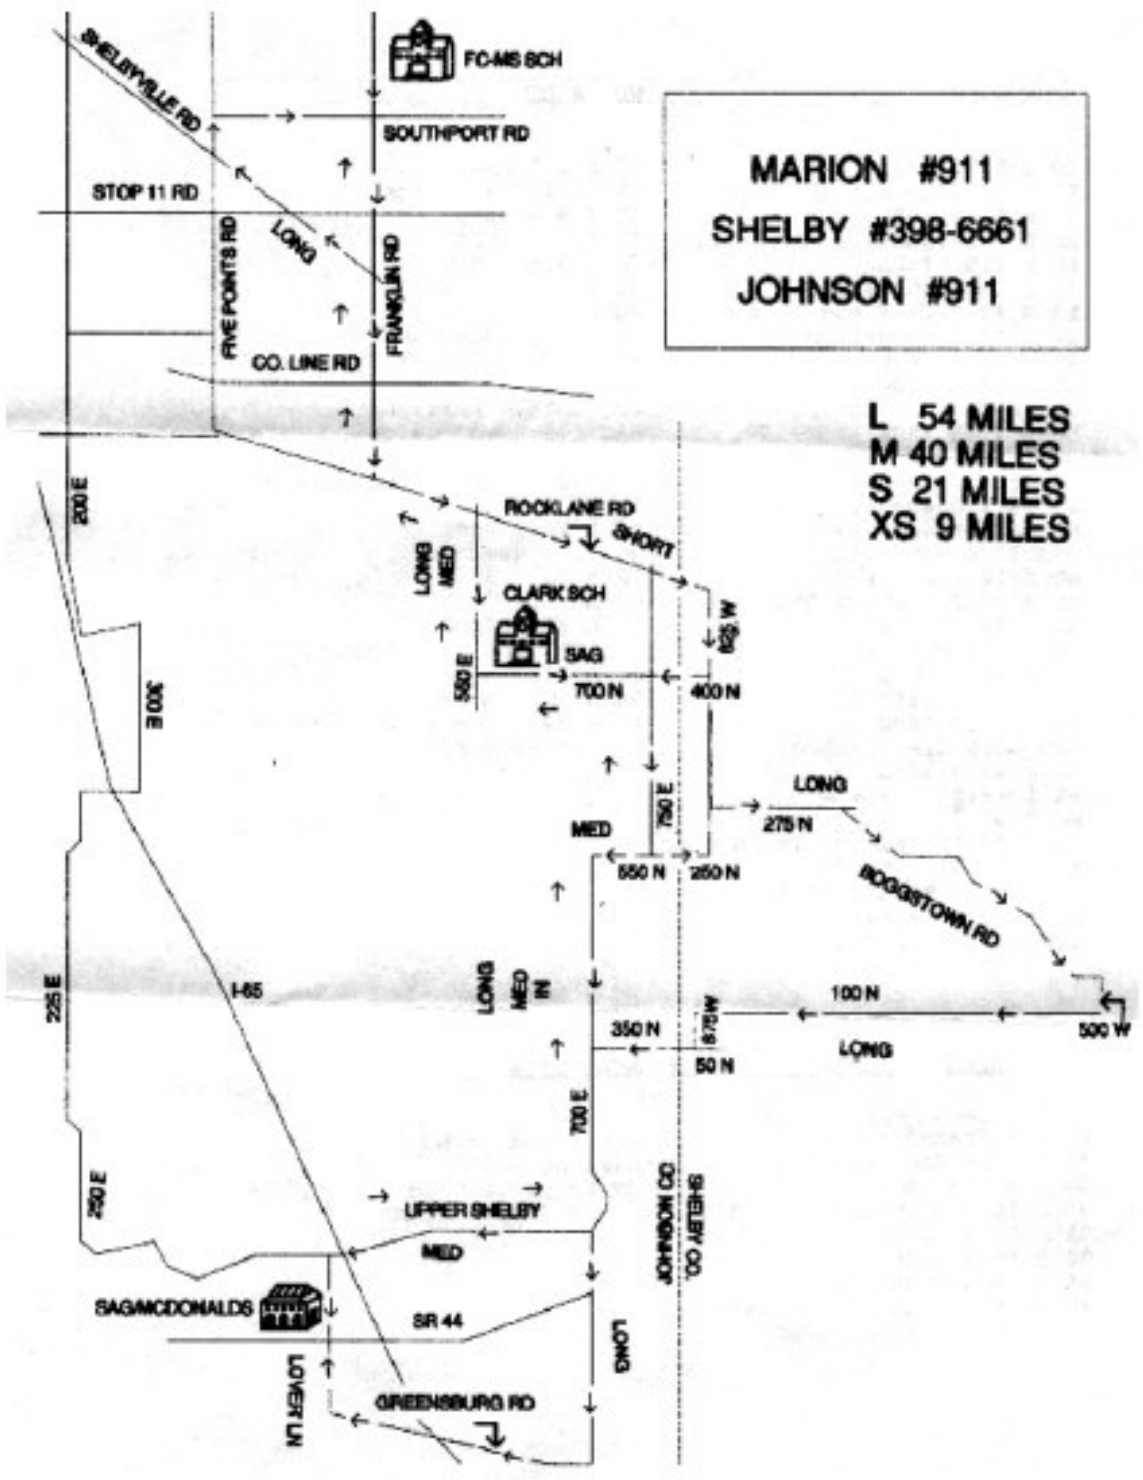 SHELBYVILLE RD
FC-MS SCH
SOUTHPORT RD
STOP 11 RD
LONG
FIVE POINTS RD
FRANKLIN RD
CO. LINE RD
MARION #911
SHELBY #398-6661
JOHNSON #911
L 54 MILES
M 40 MILES
S 21 MILES
XS 9 MILES
200 E
ROCKLANE RD
SHORT
LONG
MED
CLARK SCH
SAG
550 E
700 N
400 N
625 W
300 E
LONG
275 N
750 E
MED
550 N
250 N
BOGGSTOWN RD
225 E
I-65
LONG
MED
IN
100 N
500 W
675 W
350 N
50 N
LONG
700 E
250 E
UPPER SHELBY
MED
JOHNSON CO
SHELBY CO.
SAG/MCDONALDS
SR 44
LONG
LOVER LN
GREENSBURG RD